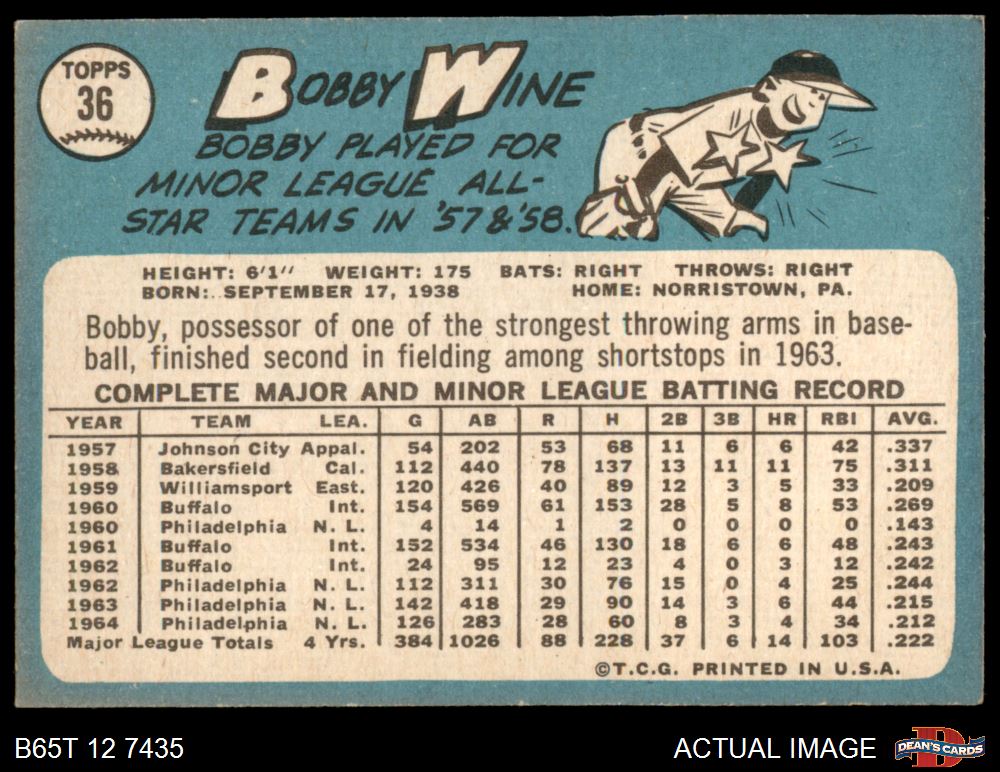 TOPPS
36
BOBBY WINE
BOBBY PLAYED FOR
MINOR LEAGUE ALL-
STAR TEAMS IN '57 & '58.
HEIGHT: 6'1" WEIGHT: 175 BATS: RIGHT THROWS: RIGHT
BORN: SEPTEMBER 17, 1938 HOME: NORRISTOWN, PA.
Bobby, possessor of one of the strongest throwing arms in base-
ball, finished second in fielding among shortstops in 1963.
COMPLETE MAJOR AND MINOR LEAGUE BATTING RECORD
YEAR TEAM LEA. G AB R H 2B 3B HR RBI AVG.
1957 Johnson City Appal. 54 202 53 68 11 6 6 42 .337
1958 Bakersfield Cal. 112 440 78 137 13 11 11 75 .311
1959 Williamsport East. 120 426 40 89 12 3 5 33 .209
1960 Buffalo Int. 154 569 61 153 28 5 8 53 .269
1960 Philadelphia N. L. 4 14 1 2 0 0 0 0 .143
1961 Buffalo Int. 152 534 46 130 18 6 6 48 .243
1962 Buffalo Int. 24 95 12 23 4 0 3 12 .242
1962 Philadelphia N. L. 112 311 30 76 15 0 4 25 .244
1963 Philadelphia N. L. 142 418 29 90 14 3 6 44 .215
1964 Philadelphia N. L. 126 283 28 60 8 3 4 34 .212
Major League Totals 4 Yrs. 384 1026 88 228 37 6 14 103 .222
©T.C.G. PRINTED IN U.S.A.
B65T 12 7435 ACTUAL IMAGE DEAN'S CARDS